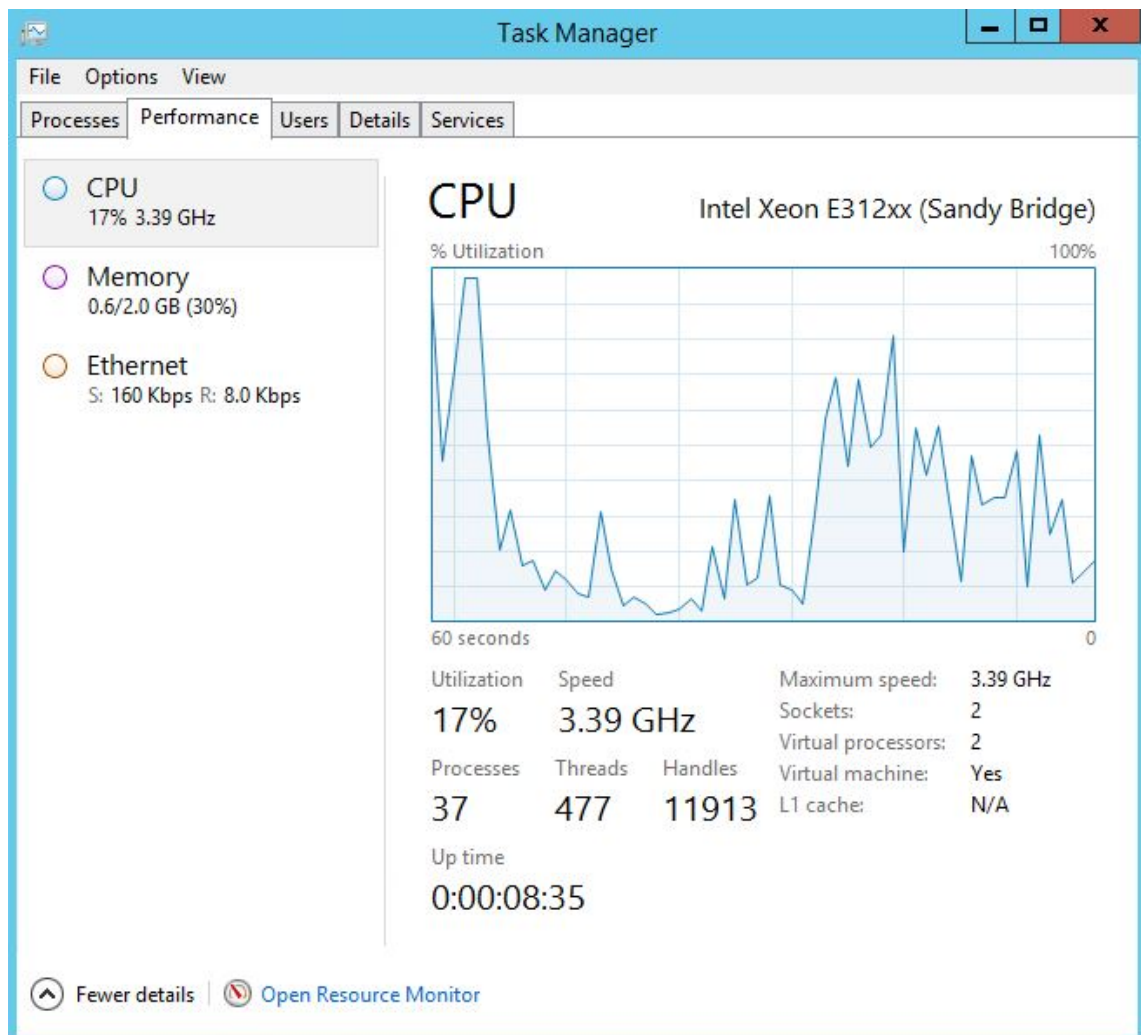 Task Manager
File Options View
Processes Performance Users Details Services
CPU
17% 3.39 GHz
Memory
0.6/2.0 GB (30%)
Ethernet
S: 160 Kbps R: 8.0 Kbps
CPU Intel Xeon E312xx (Sandy Bridge)
% Utilization 100%
60 seconds 0
Utilization Speed
17% 3.39 GHz
Processes Threads Handles
37 477 11913
Up time
0:00:08:35
Maximum speed: 3.39 GHz
Sockets: 2
Virtual processors: 2
Virtual machine: Yes
L1 cache: N/A
Fewer details Open Resource Monitor